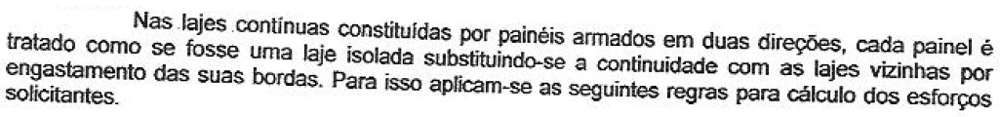 Nas lajes contínuas constituídas por painéis armados em duas direções, cada painel é
tratado como se fosse uma laje isolada substituindo-se a continuidade com as lajes vizinhas por
engastamento das suas bordas. Para isso aplicam-se as seguintes regras para cálculo dos esforços
solicitantes.